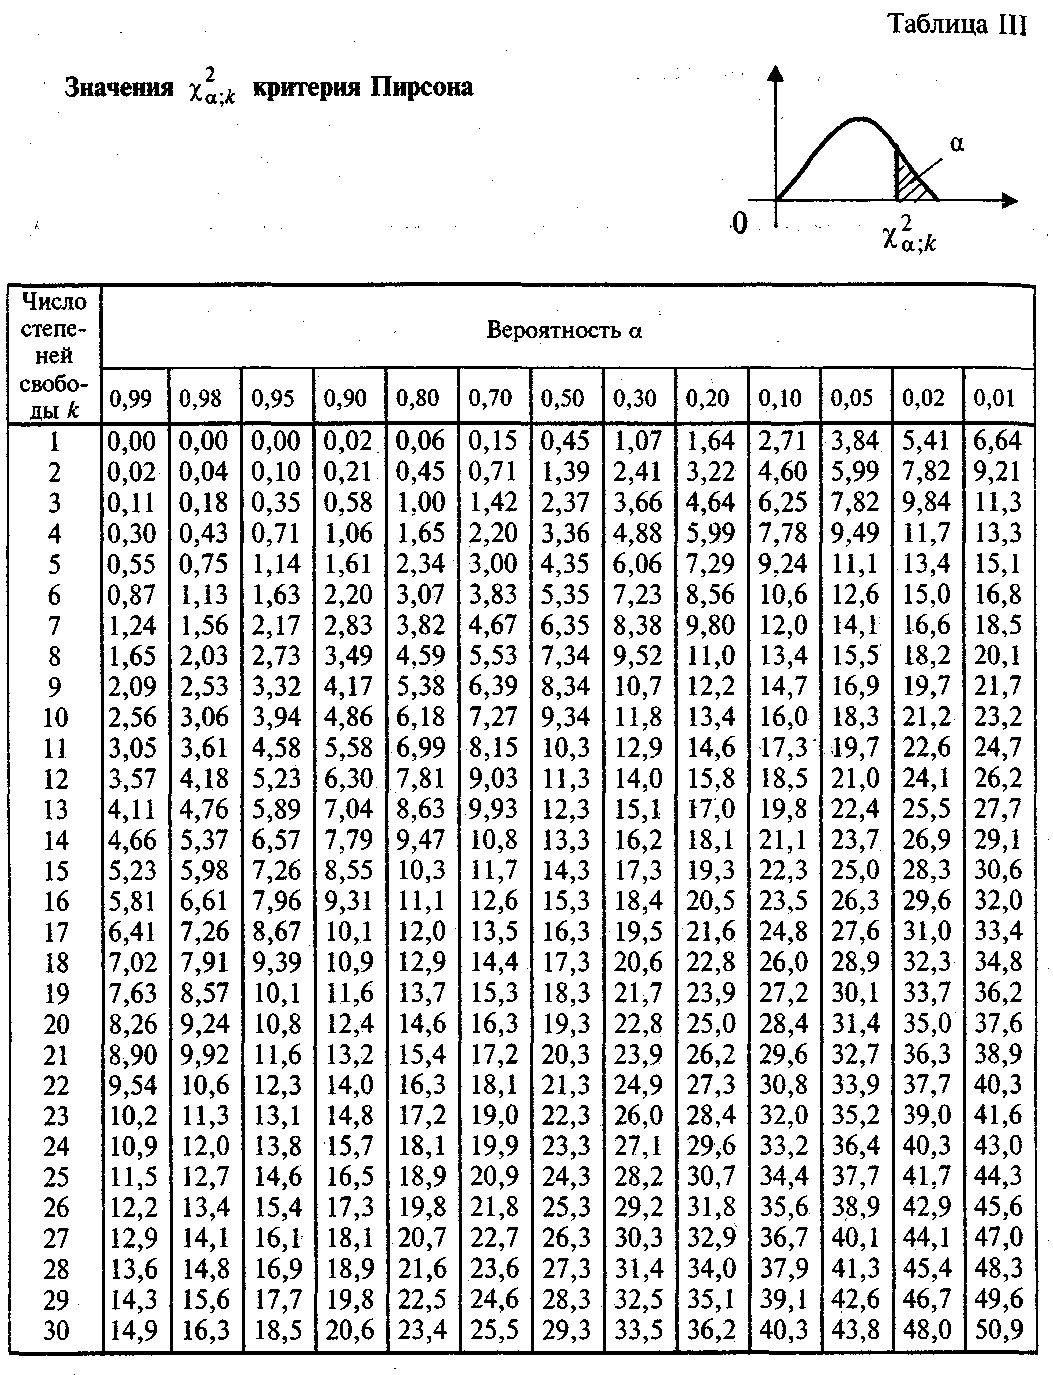 Таблица III
Значения χ²α;k критерия Пирсона
α
0
χ²α;k
Число
степе-
ней
свобо-
ды k
Вероятность α
0,99 0,98 0,95 0,90 0,80 0,70 0,50 0,30 0,20 0,10 0,05 0,02 0,01
1 0,00 0,00 0,00 0,02 0,06 0,15 0,45 1,07 1,64 2,71 3,84 5,41 6,64
2 0,02 0,04 0,10 0,21 0,45 0,71 1,39 2,41 3,22 4,60 5,99 7,82 9,21
3 0,11 0,18 0,35 0,58 1,00 1,42 2,37 3,66 4,64 6,25 7,82 9,84 11,3
4 0,30 0,43 0,71 1,06 1,65 2,20 3,36 4,88 5,99 7,78 9,49 11,7 13,3
5 0,55 0,75 1,14 1,61 2,34 3,00 4,35 6,06 7,29 9,24 11,1 13,4 15,1
6 0,87 1,13 1,63 2,20 3,07 3,83 5,35 7,23 8,56 10,6 12,6 15,0 16,8
7 1,24 1,56 2,17 2,83 3,82 4,67 6,35 8,38 9,80 12,0 14,1 16,6 18,5
8 1,65 2,03 2,73 3,49 4,59 5,53 7,34 9,52 11,0 13,4 15,5 18,2 20,1
9 2,09 2,53 3,32 4,17 5,38 6,39 8,34 10,7 12,2 14,7 16,9 19,7 21,7
10 2,56 3,06 3,94 4,86 6,18 7,27 9,34 11,8 13,4 16,0 18,3 21,2 23,2
11 3,05 3,61 4,58 5,58 6,99 8,15 10,3 12,9 14,6 17,3 19,7 22,6 24,7
12 3,57 4,18 5,23 6,30 7,81 9,03 11,3 14,0 15,8 18,5 21,0 24,1 26,2
13 4,11 4,76 5,89 7,04 8,63 9,93 12,3 15,1 17,0 19,8 22,4 25,5 27,7
14 4,66 5,37 6,57 7,79 9,47 10,8 13,3 16,2 18,1 21,1 23,7 26,9 29,1
15 5,23 5,98 7,26 8,55 10,3 11,7 14,3 17,3 19,3 22,3 25,0 28,3 30,6
16 5,81 6,61 7,96 9,31 11,1 12,6 15,3 18,4 20,5 23,5 26,3 29,6 32,0
17 6,41 7,26 8,67 10,1 12,0 13,5 16,3 19,5 21,6 24,8 27,6 31,0 33,4
18 7,02 7,91 9,39 10,9 12,9 14,4 17,3 20,6 22,8 26,0 28,9 32,3 34,8
19 7,63 8,57 10,1 11,6 13,7 15,3 18,3 21,7 23,9 27,2 30,1 33,7 36,2
20 8,26 9,24 10,8 12,4 14,6 16,3 19,3 22,8 25,0 28,4 31,4 35,0 37,6
21 8,90 9,92 11,6 13,2 15,4 17,2 20,3 23,9 26,2 29,6 32,7 36,3 38,9
22 9,54 10,6 12,3 14,0 16,3 18,1 21,3 24,9 27,3 30,8 33,9 37,7 40,3
23 10,2 11,3 13,1 14,8 17,2 19,0 22,3 26,0 28,4 32,0 35,2 39,0 41,6
24 10,9 12,0 13,8 15,7 18,1 19,9 23,3 27,1 29,6 33,2 36,4 40,3 43,0
25 11,5 12,7 14,6 16,5 18,9 20,9 24,3 28,2 30,7 34,4 37,7 41,7 44,3
26 12,2 13,4 15,4 17,3 19,8 21,8 25,3 29,2 31,8 35,6 38,9 42,9 45,6
27 12,9 14,1 16,1 18,1 20,7 22,7 26,3 30,3 32,9 36,7 40,1 44,1 47,0
28 13,6 14,8 16,9 18,9 21,6 23,6 27,3 31,4 34,0 37,9 41,3 45,4 48,3
29 14,3 15,6 17,7 19,8 22,5 24,6 28,3 32,5 35,1 39,1 42,6 46,7 49,6
30 14,9 16,3 18,5 20,6 23,4 25,5 29,3 33,5 36,2 40,3 43,8 48,0 50,9